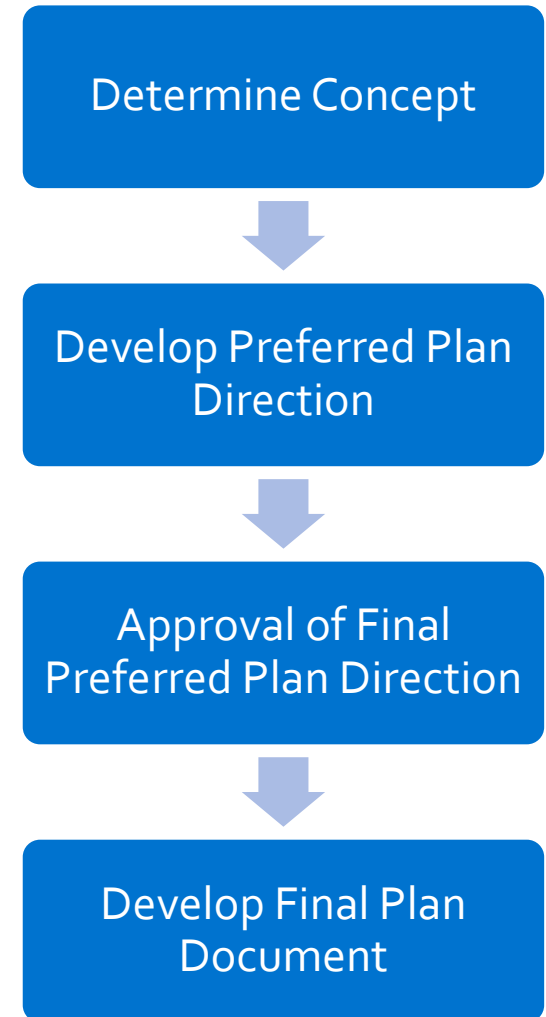 Determine Concept
Develop Preferred Plan
Direction
Approval of Final
Preferred Plan Direction
Develop Final Plan
Document